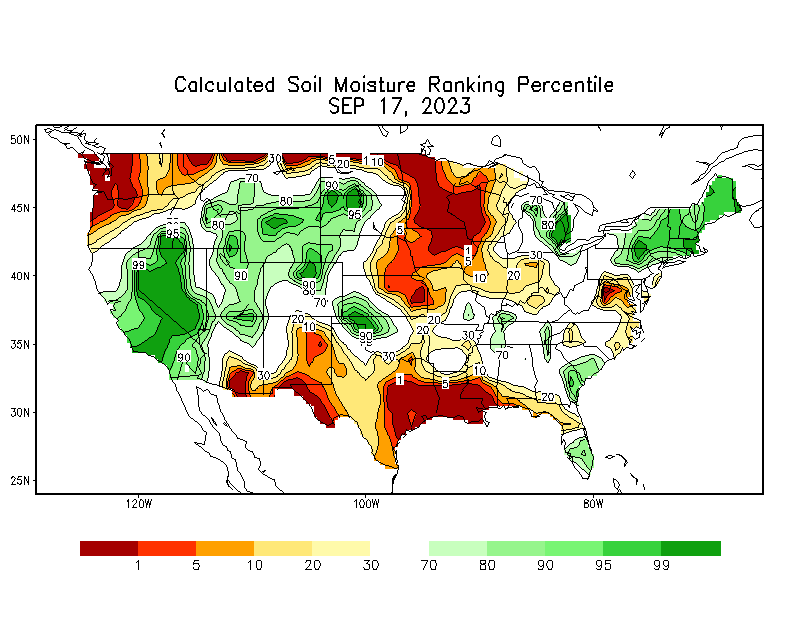 Calculated Soil Moisture Ranking Percentile
SEP 17, 2023
50N
45N
40N
35N
30N
25N
120W 100W 80W
30 5 20 1 10
70 90
80 95
80
95 5
99 1
5
90 10 20 30
70 80
90
70
20 10
20 20
90
30 30
70
90
30 1 5 10
20
1 5 10 20 30 70 80 90 95 99